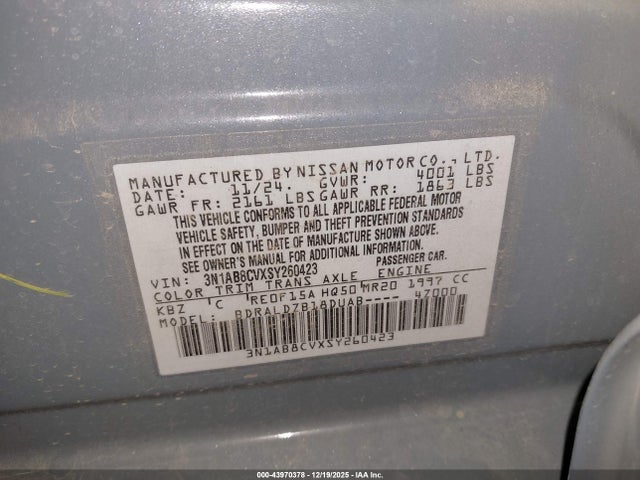 MANUFACTURED BY NISSAN MOTOR CO., LTD.
DATE: 11/24. GVWR: 4001 LBS
GAWR FR: 2161 LBS GAWR RR: 1863 LBS
THIS VEHICLE CONFORMS TO ALL APPLICABLE FEDERAL MOTOR
VEHICLE SAFETY, BUMPER AND THEFT PREVENTION STANDARDS
IN EFFECT ON THE DATE OF MANUFACTURE SHOWN ABOVE.
SEE OWNER'S MANUAL FOR ADDITIONAL INFORMATION.
VIN: 3N1AB8CVXSY260423 PASSENGER CAR.
COLOR TRIM TRANS AXLE ENGINE
KBZ C RE0F15A HQ50 MR20 1997 CC
MODEL: BDRALDZB18DUAB---- 47000
3N1AB8CVXSY260423
000-43970378 - 12/19/2025 - IAA Inc.